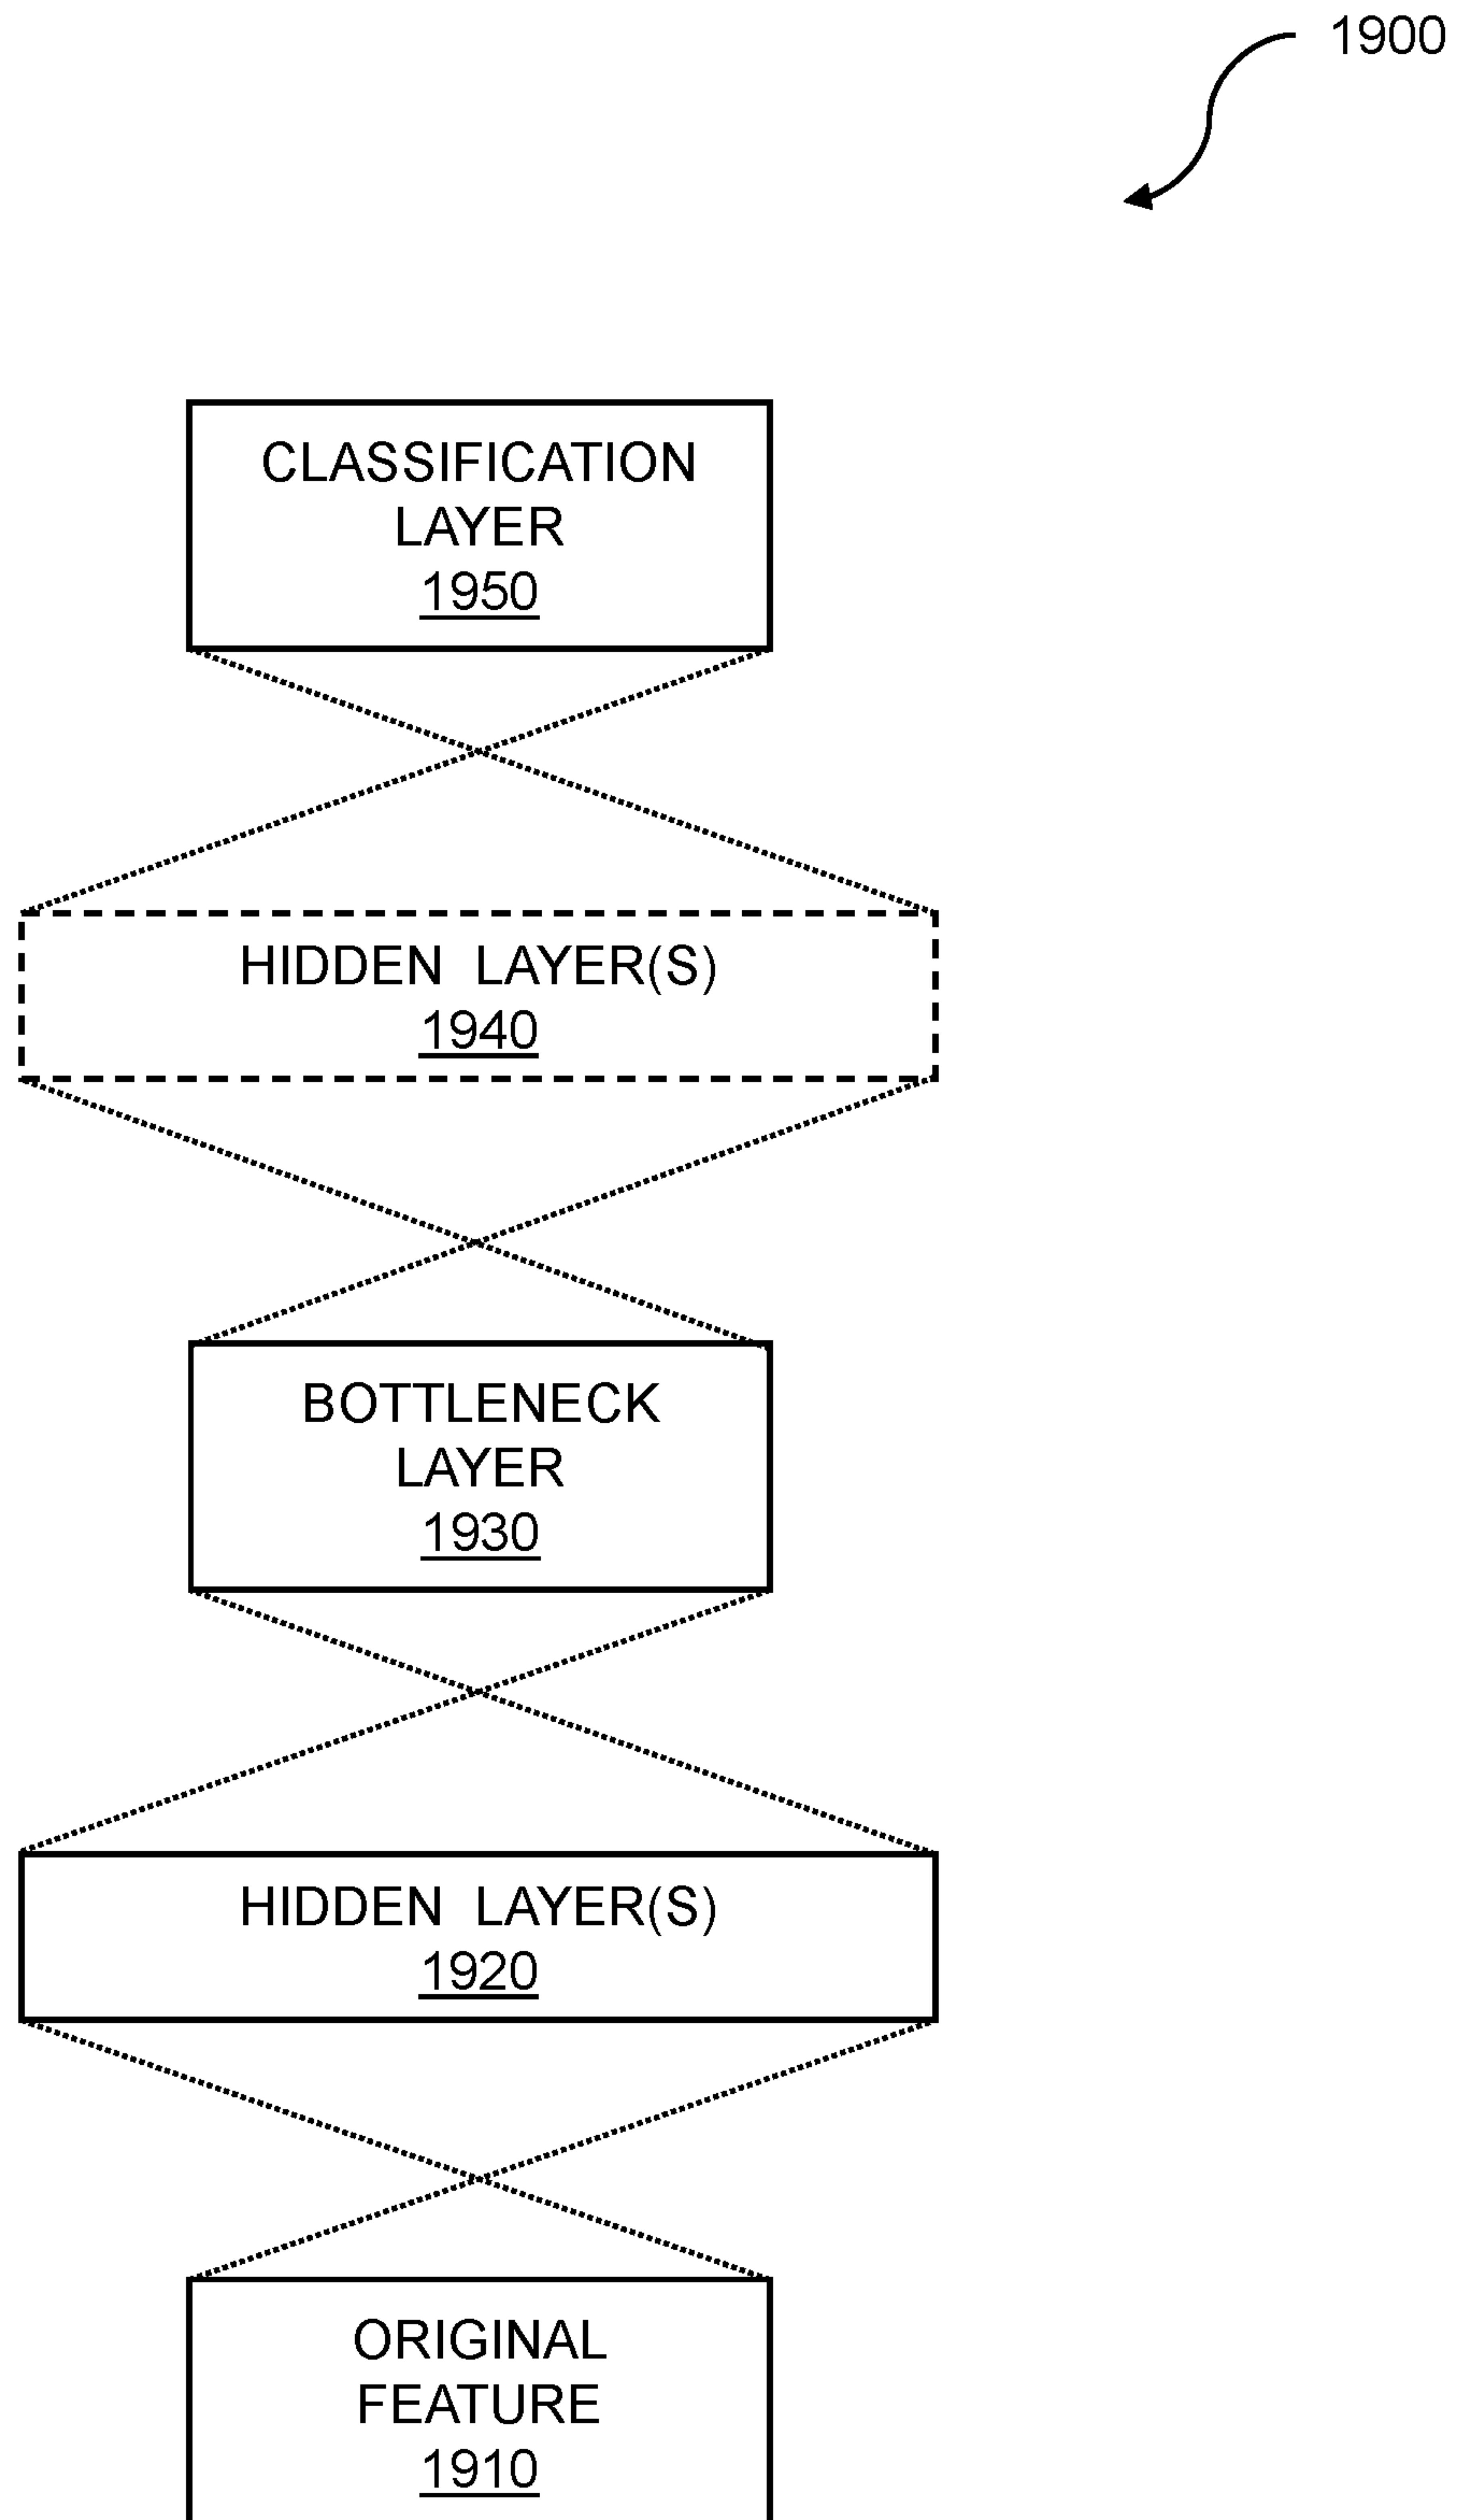 1900
CLASSIFICATION
LAYER
1950
HIDDEN LAYER(S)
1940
BOTTLENECK
LAYER
1930
HIDDEN LAYER(S)
1920
ORIGINAL
FEATURE
1910